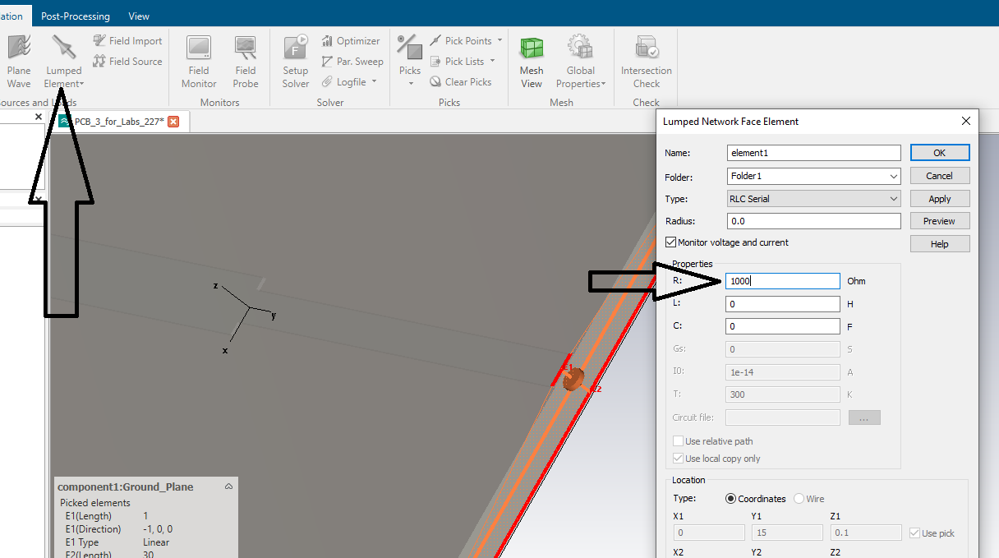 ation Post-Processing View
Plane Wave
Lumped Element
Field Import
Field Source
ources and
Field Monitor
Field Probe
Monitors
Setup Solver
Optimizer
Par. Sweep
Logfile
Solver
Picks
Pick Points
Pick Lists
Clear Picks
Picks
Mesh View
Global Properties
Mesh
Intersection Check
Check
PCB_3_for_Labs_227*
z
y
x
E1
E2
component1:Ground_Plane
Picked elements
E1(Length) 1
E1(Direction) -1, 0, 0
E1 Type Linear
E2(Length) 30
Lumped Network Face Element
Name: element1 OK
Folder: Folder1 Cancel
Type: RLC Serial Apply
Radius: 0.0 Preview
Monitor voltage and current Help
Properties
R: 1000 Ohm
L: 0 H
C: 0 F
Gs: 0 S
I0: 1e-14 A
T: 300 K
Circuit file: ...
Use relative path
Use local copy only
Location
Type: Coordinates Wire
X1 Y1 Z1
0 15 0.1 Use pick
X2 Y2 Z2